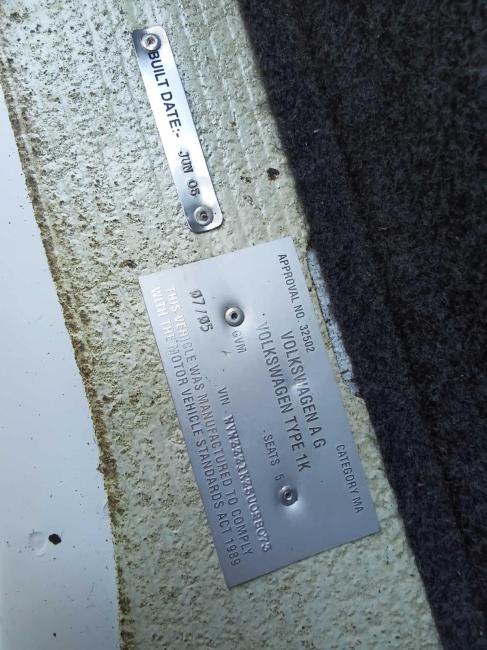 BUILT DATE:- JUN 05
APPROVAL NO. 32502 CATEGORY MA
VOLKSWAGEN A G
VOLKSWAGEN TYPE 1K
GVM SEATS 5
07/05 VIN
THIS VEHICLE WAS MANUFACTURED TO COMPLY
WITH THE MOTOR VEHICLE STANDARDS ACT 1989